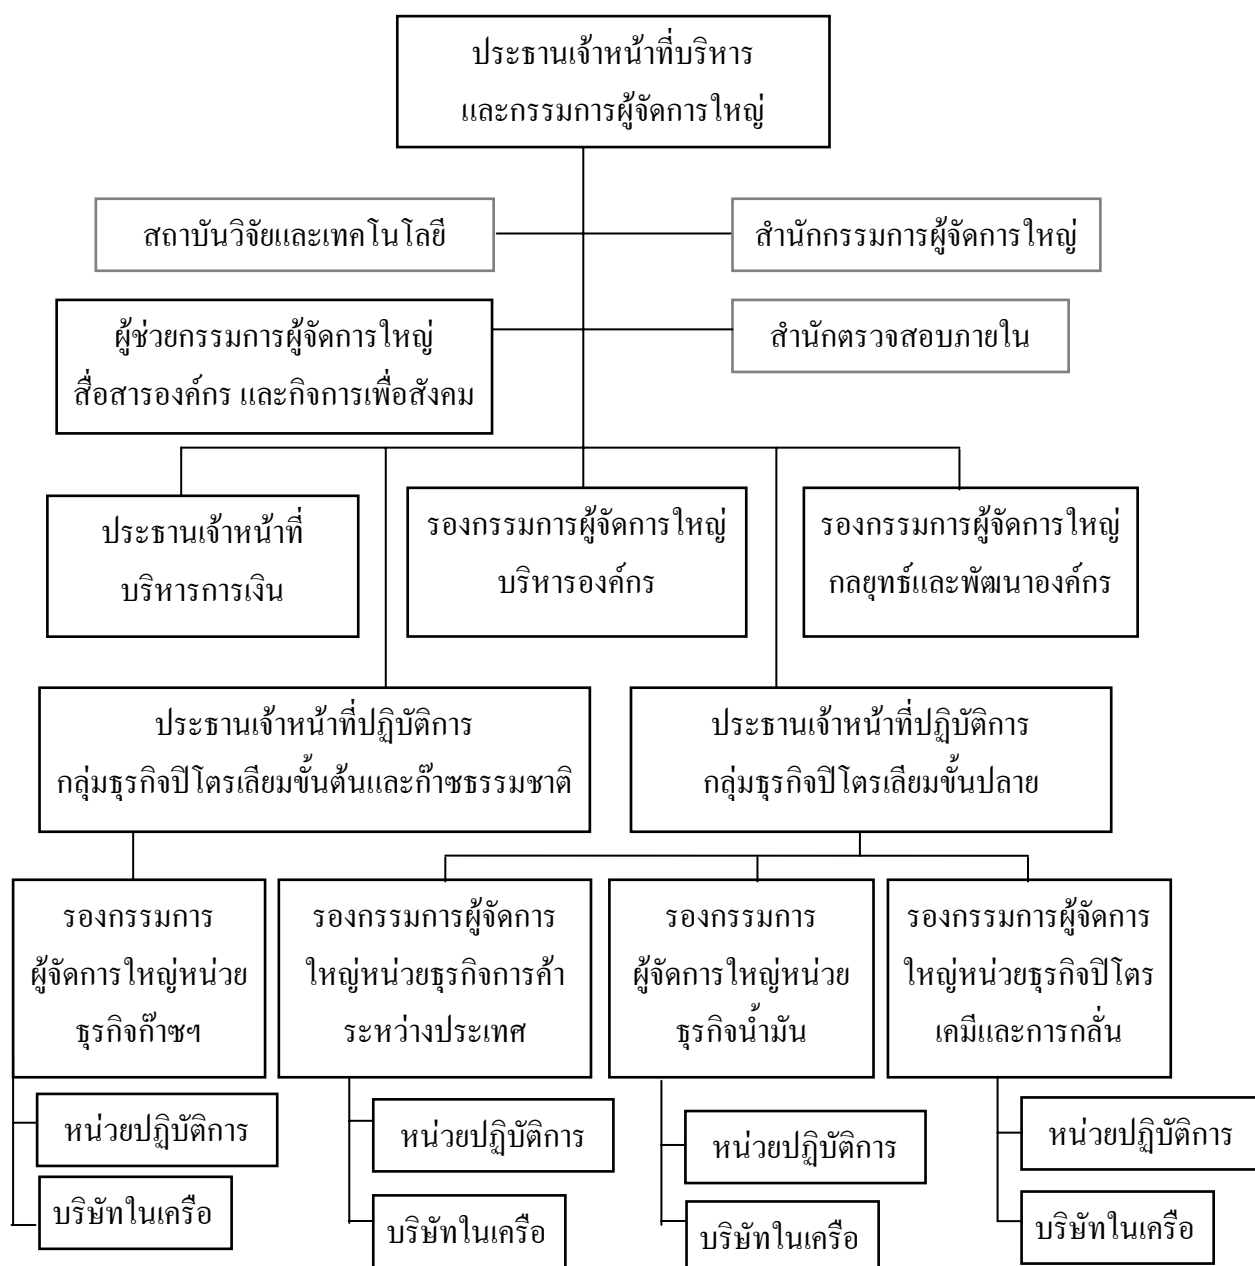 ประธานเจ้าหน้าที่บริหาร
และกรรมการผู้จัดการใหญ่
สถาบันวิจัยและเทคโนโลยี
สำนักกรรมการผู้จัดการใหญ่
ผู้ช่วยกรรมการผู้จัดการใหญ่
สื่อสารองค์กร และกิจการเพื่อสังคม
สำนักตรวจสอบภายใน
ประธานเจ้าหน้าที่
บริหารการเงิน
รองกรรมการผู้จัดการใหญ่
บริหารองค์กร
รองกรรมการผู้จัดการใหญ่
กลยุทธ์และพัฒนาองค์กร
ประธานเจ้าหน้าที่ปฏิบัติการ
กลุ่มธุรกิจปิโตรเลียมขั้นต้นและก๊าซธรรมชาติ
ประธานเจ้าหน้าที่ปฏิบัติการ
กลุ่มธุรกิจปิโตรเลียมขั้นปลาย
รองกรรมการ
ผู้จัดการใหญ่หน่วย
ธุรกิจก๊าซฯ
รองกรรมการผู้จัดการ
ใหญ่หน่วยธุรกิจการค้า
ระหว่างประเทศ
รองกรรมการ
ผู้จัดการใหญ่หน่วย
ธุรกิจน้ำมัน
รองกรรมการผู้จัดการ
ใหญ่หน่วยธุรกิจปิโตร
เคมีและการกลั่น
หน่วยปฏิบัติการ
บริษัทในเครือ
หน่วยปฏิบัติการ
บริษัทในเครือ
หน่วยปฏิบัติการ
บริษัทในเครือ
หน่วยปฏิบัติการ
บริษัทในเครือ